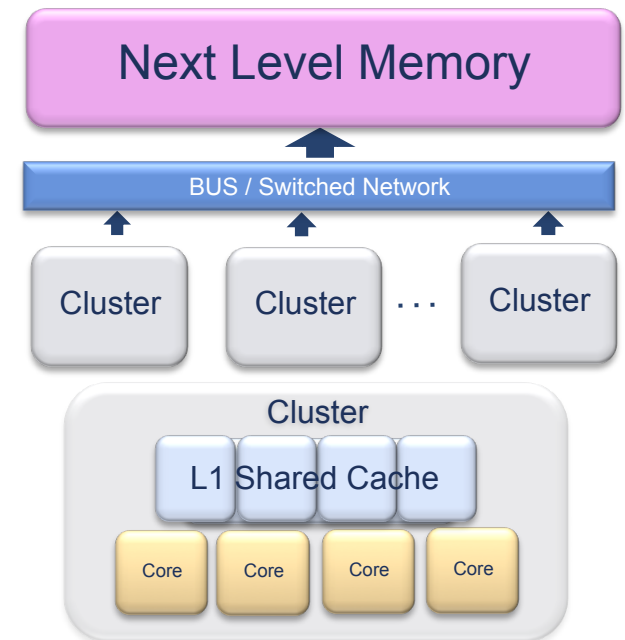 Next Level Memory
BUS / Switched Network
Cluster
Cluster
. . .
Cluster
Cluster
L1 Shared Cache
Core
Core
Core
Core